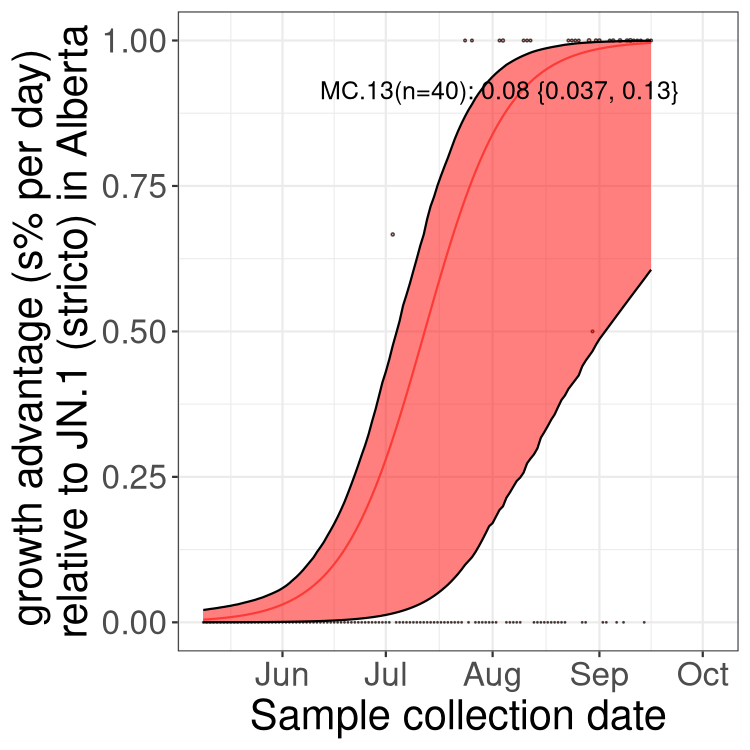 growth advantage (s% per day)
relative to JN.1 (stricto) in Alberta
1.00
0.75
0.50
0.25
0.00
MC.13(n=40): 0.08 {0.037, 0.13}
Jun Jul Aug Sep Oct
Sample collection date